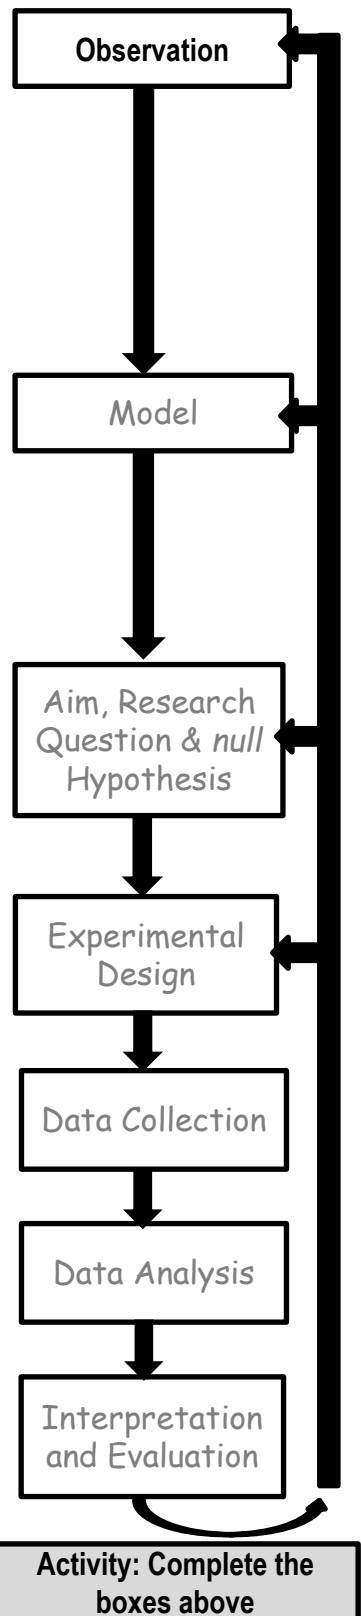 Observation
Model
Aim, Research
Question & null
Hypothesis
Experimental
Design
Data Collection
Data Analysis
Interpretation
and Evaluation
Activity: Complete the
boxes above